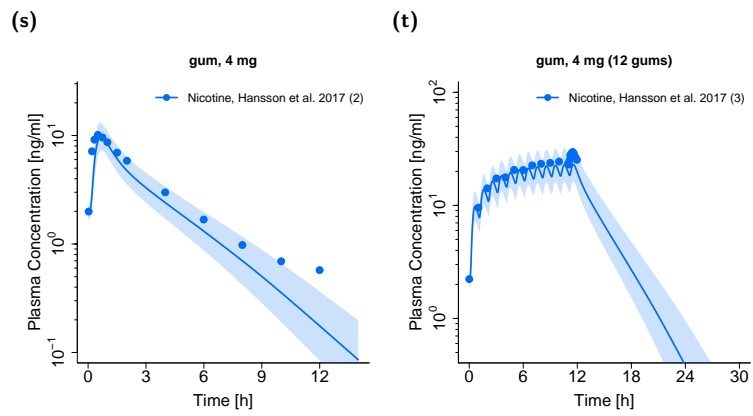 (s)
gum, 4 mg
Nicotine, Hansson et al. 2017 (2)
Plasma Concentration [ng/ml]
10¹
10⁰
10⁻¹
0 3 6 9 12
Time [h]
(t)
gum, 4 mg (12 gums)
Nicotine, Hansson et al. 2017 (3)
Plasma Concentration [ng/ml]
10²
10¹
10⁰
0 6 12 18 24 30
Time [h]